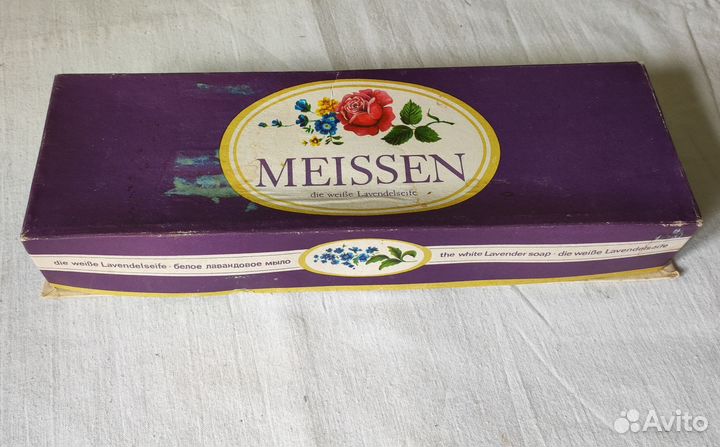 MEISSEN
die weiße Lavendelseife
die weiße Lavendelseife · белое лавандовое мыло
the white Lavender soap · die weiße Lavendelseife
Avito